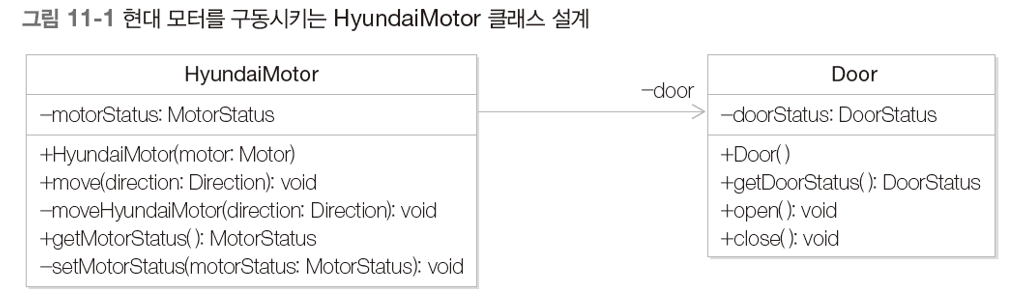 그림 11-1 현대 모터를 구동시키는 HyundaiMotor 클래스 설계
HyundaiMotor
–motorStatus: MotorStatus
+HyundaiMotor(motor: Motor)
+move(direction: Direction): void
–moveHyundaiMotor(direction: Direction): void
+getMotorStatus( ): MotorStatus
–setMotorStatus(motorStatus: MotorStatus): void
–door
Door
–doorStatus: DoorStatus
+Door( )
+getDoorStatus( ): DoorStatus
+open( ): void
+close( ): void